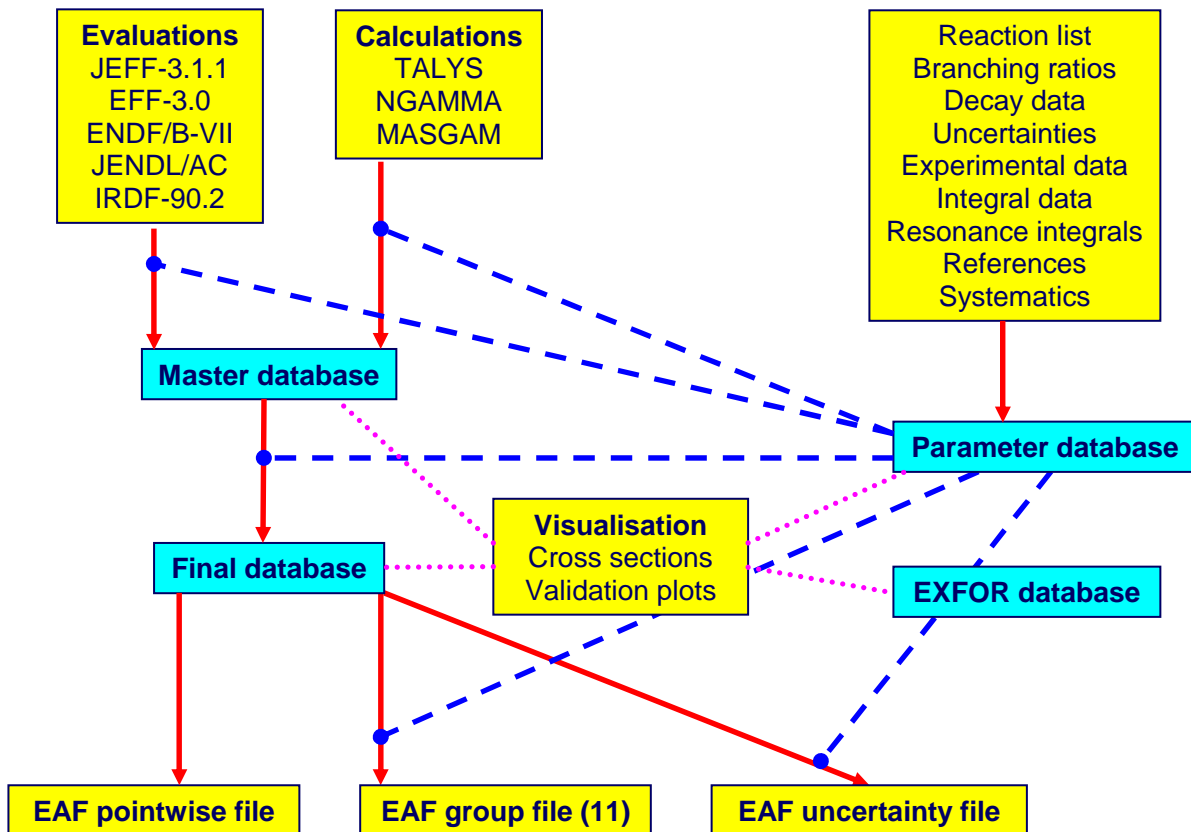 Evaluations
JEFF-3.1.1
EFF-3.0
ENDF/B-VII
JENDL/AC
IRDF-90.2
Calculations
TALYS
NGAMMA
MASGAM
Reaction list
Branching ratios
Decay data
Uncertainties
Experimental data
Integral data
Resonance integrals
References
Systematics
Master database
Parameter database
Visualisation
Cross sections
Validation plots
Final database
EXFOR database
EAF pointwise file
EAF group file (11)
EAF uncertainty file